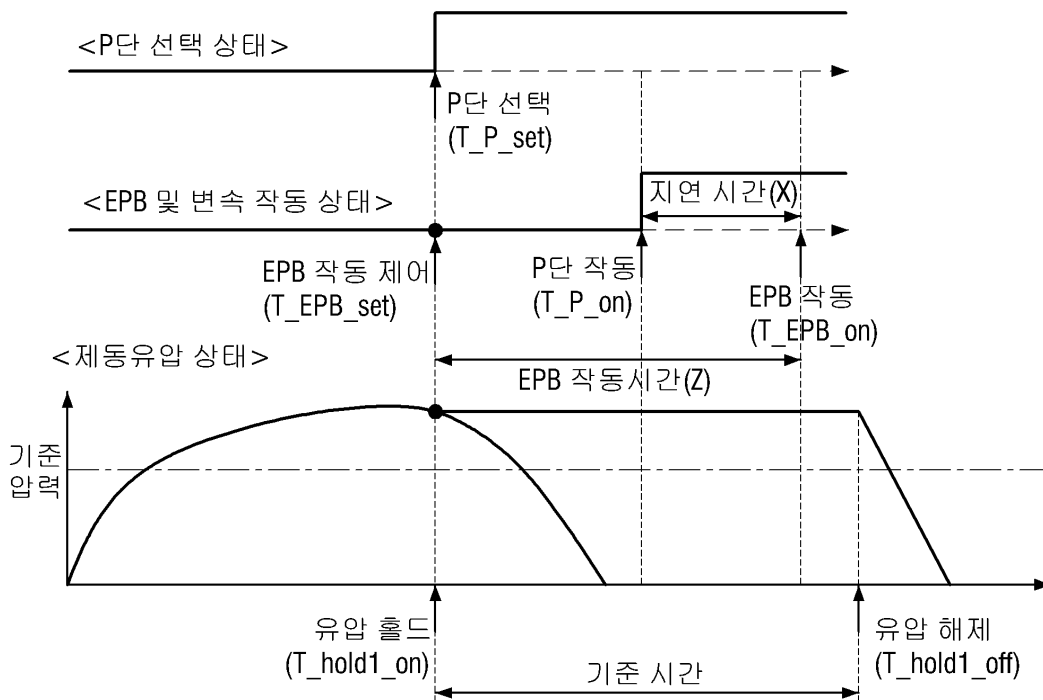 <P단 선택 상태>
P단 선택
(T_P_set)
<EPB 및 변속 작동 상태>
지연 시간(X)
EPB 작동 제어
(T_EPB_set)
P단 작동
(T_P_on)
EPB 작동
(T_EPB_on)
<제동유압 상태>
EPB 작동시간(Z)
기준
압력
유압 홀드
(T_hold1_on)
기준 시간
유압 해제
(T_hold1_off)